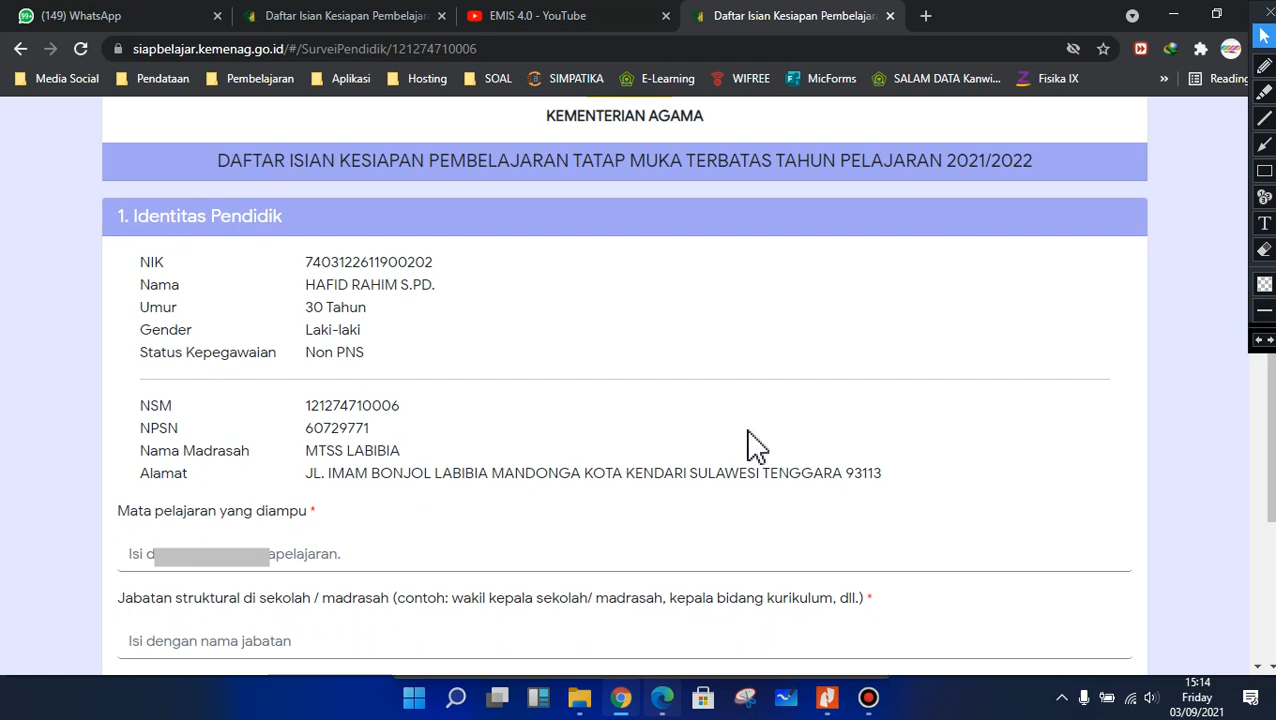 (149) WhatsApp
Daftar Isian Kesiapan Pembelajar
EMIS 4.0 - YouTube
Daftar Isian Kesiapan Pembelajar
siapbelajar.kemenag.go.id/#/SurveiPendidik/121274710006
Media Social
Pendataan
Pembelajaran
Aplikasi
Hosting
SOAL
SIMPATIKA
E-Learning
WIFREE
MicForms
SALAM DATA Kanwi...
Fisika IX
»
Reading
KEMENTERIAN AGAMA
DAFTAR ISIAN KESIAPAN PEMBELAJARAN TATAP MUKA TERBATAS TAHUN PELAJARAN 2021/2022
1. Identitas Pendidik
NIK 7403122611900202
Nama HAFID RAHIM S.PD.
Umur 30 Tahun
Gender Laki-laki
Status Kepegawaian Non PNS
NSM 121274710006
NPSN 60729771
Nama Madrasah MTSS LABIBIA
Alamat JL. IMAM BONJOL LABIBIA MANDONGA KOTA KENDARI SULAWESI TENGGARA 93113
Mata pelajaran yang diampu *
Isi d apelajaran.
Jabatan struktural di sekolah / madrasah (contoh: wakil kepala sekolah/ madrasah, kepala bidang kurikulum, dll.) *
Isi dengan nama jabatan
15:14
Friday
03/09/2021